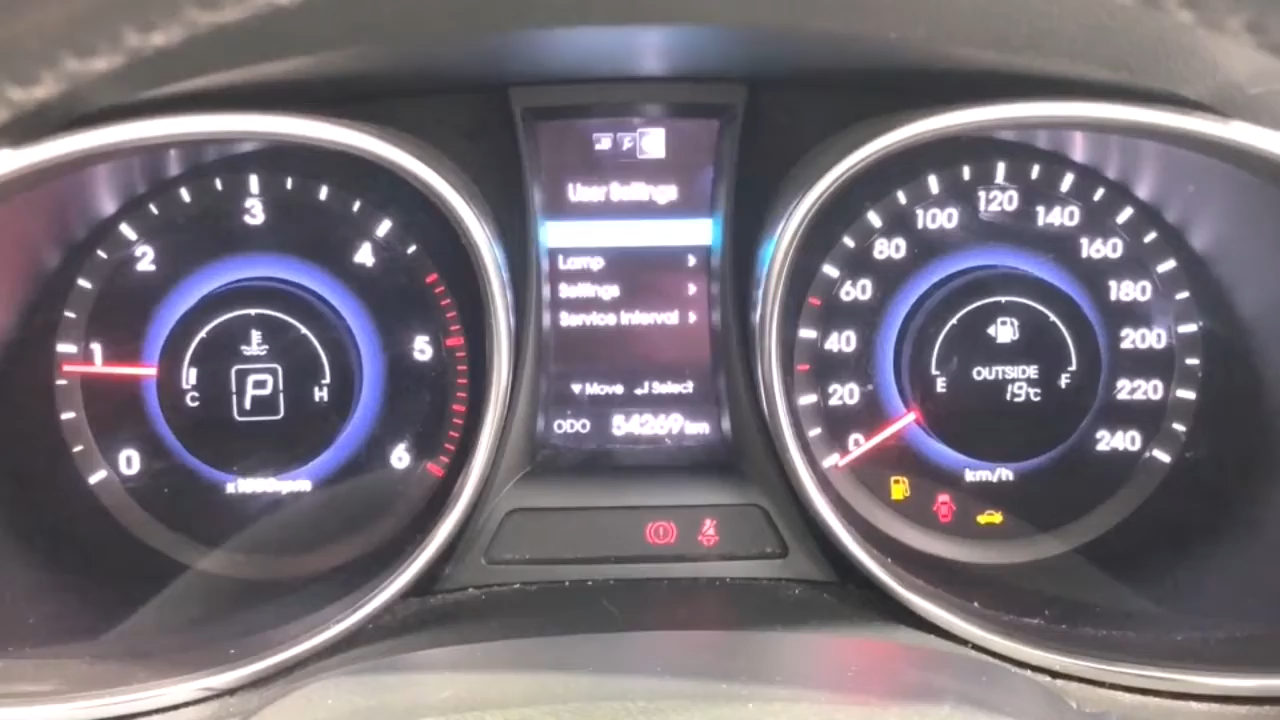 0
1
2
3
4
5
6
x1000rpm
C
H
P
User Settings
Lamp
Settings
Service Interval
Move Select
ODO 54269 km
0
20
40
60
80
100
120
140
160
180
200
220
240
km/h
E
F
OUTSIDE
19°C